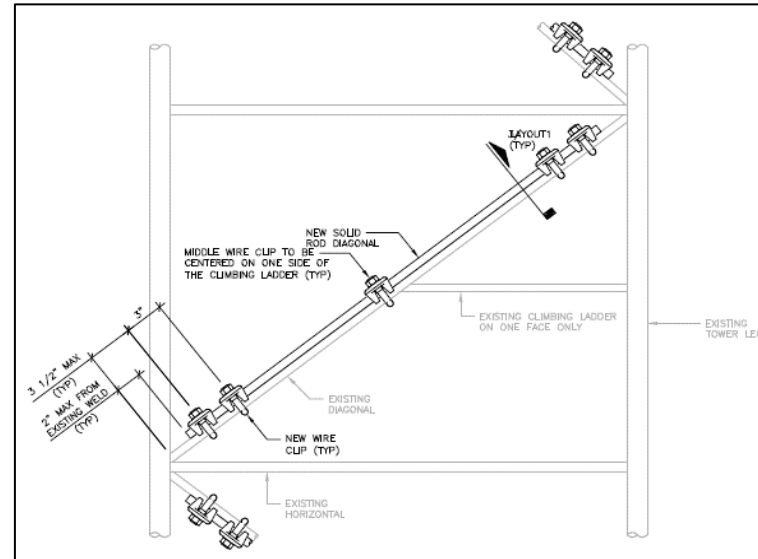 LAYOUT1
(TYP)
NEW SOLID
ROD DIAGONAL
MIDDLE WIRE CLIP TO BE
CENTERED ON ONE SIDE OF
THE CLIMBING LADDER (TYP)
EXISTING CLIMBING LADDER
ON ONE FACE ONLY
EXISTING
TOWER LEG
3"
3 1/2" MAX
(TYP)
2" MAX FROM
EXISTING WELD
(TYP)
EXISTING
DIAGONAL
NEW WIRE
CLIP (TYP)
EXISTING
HORIZONTAL